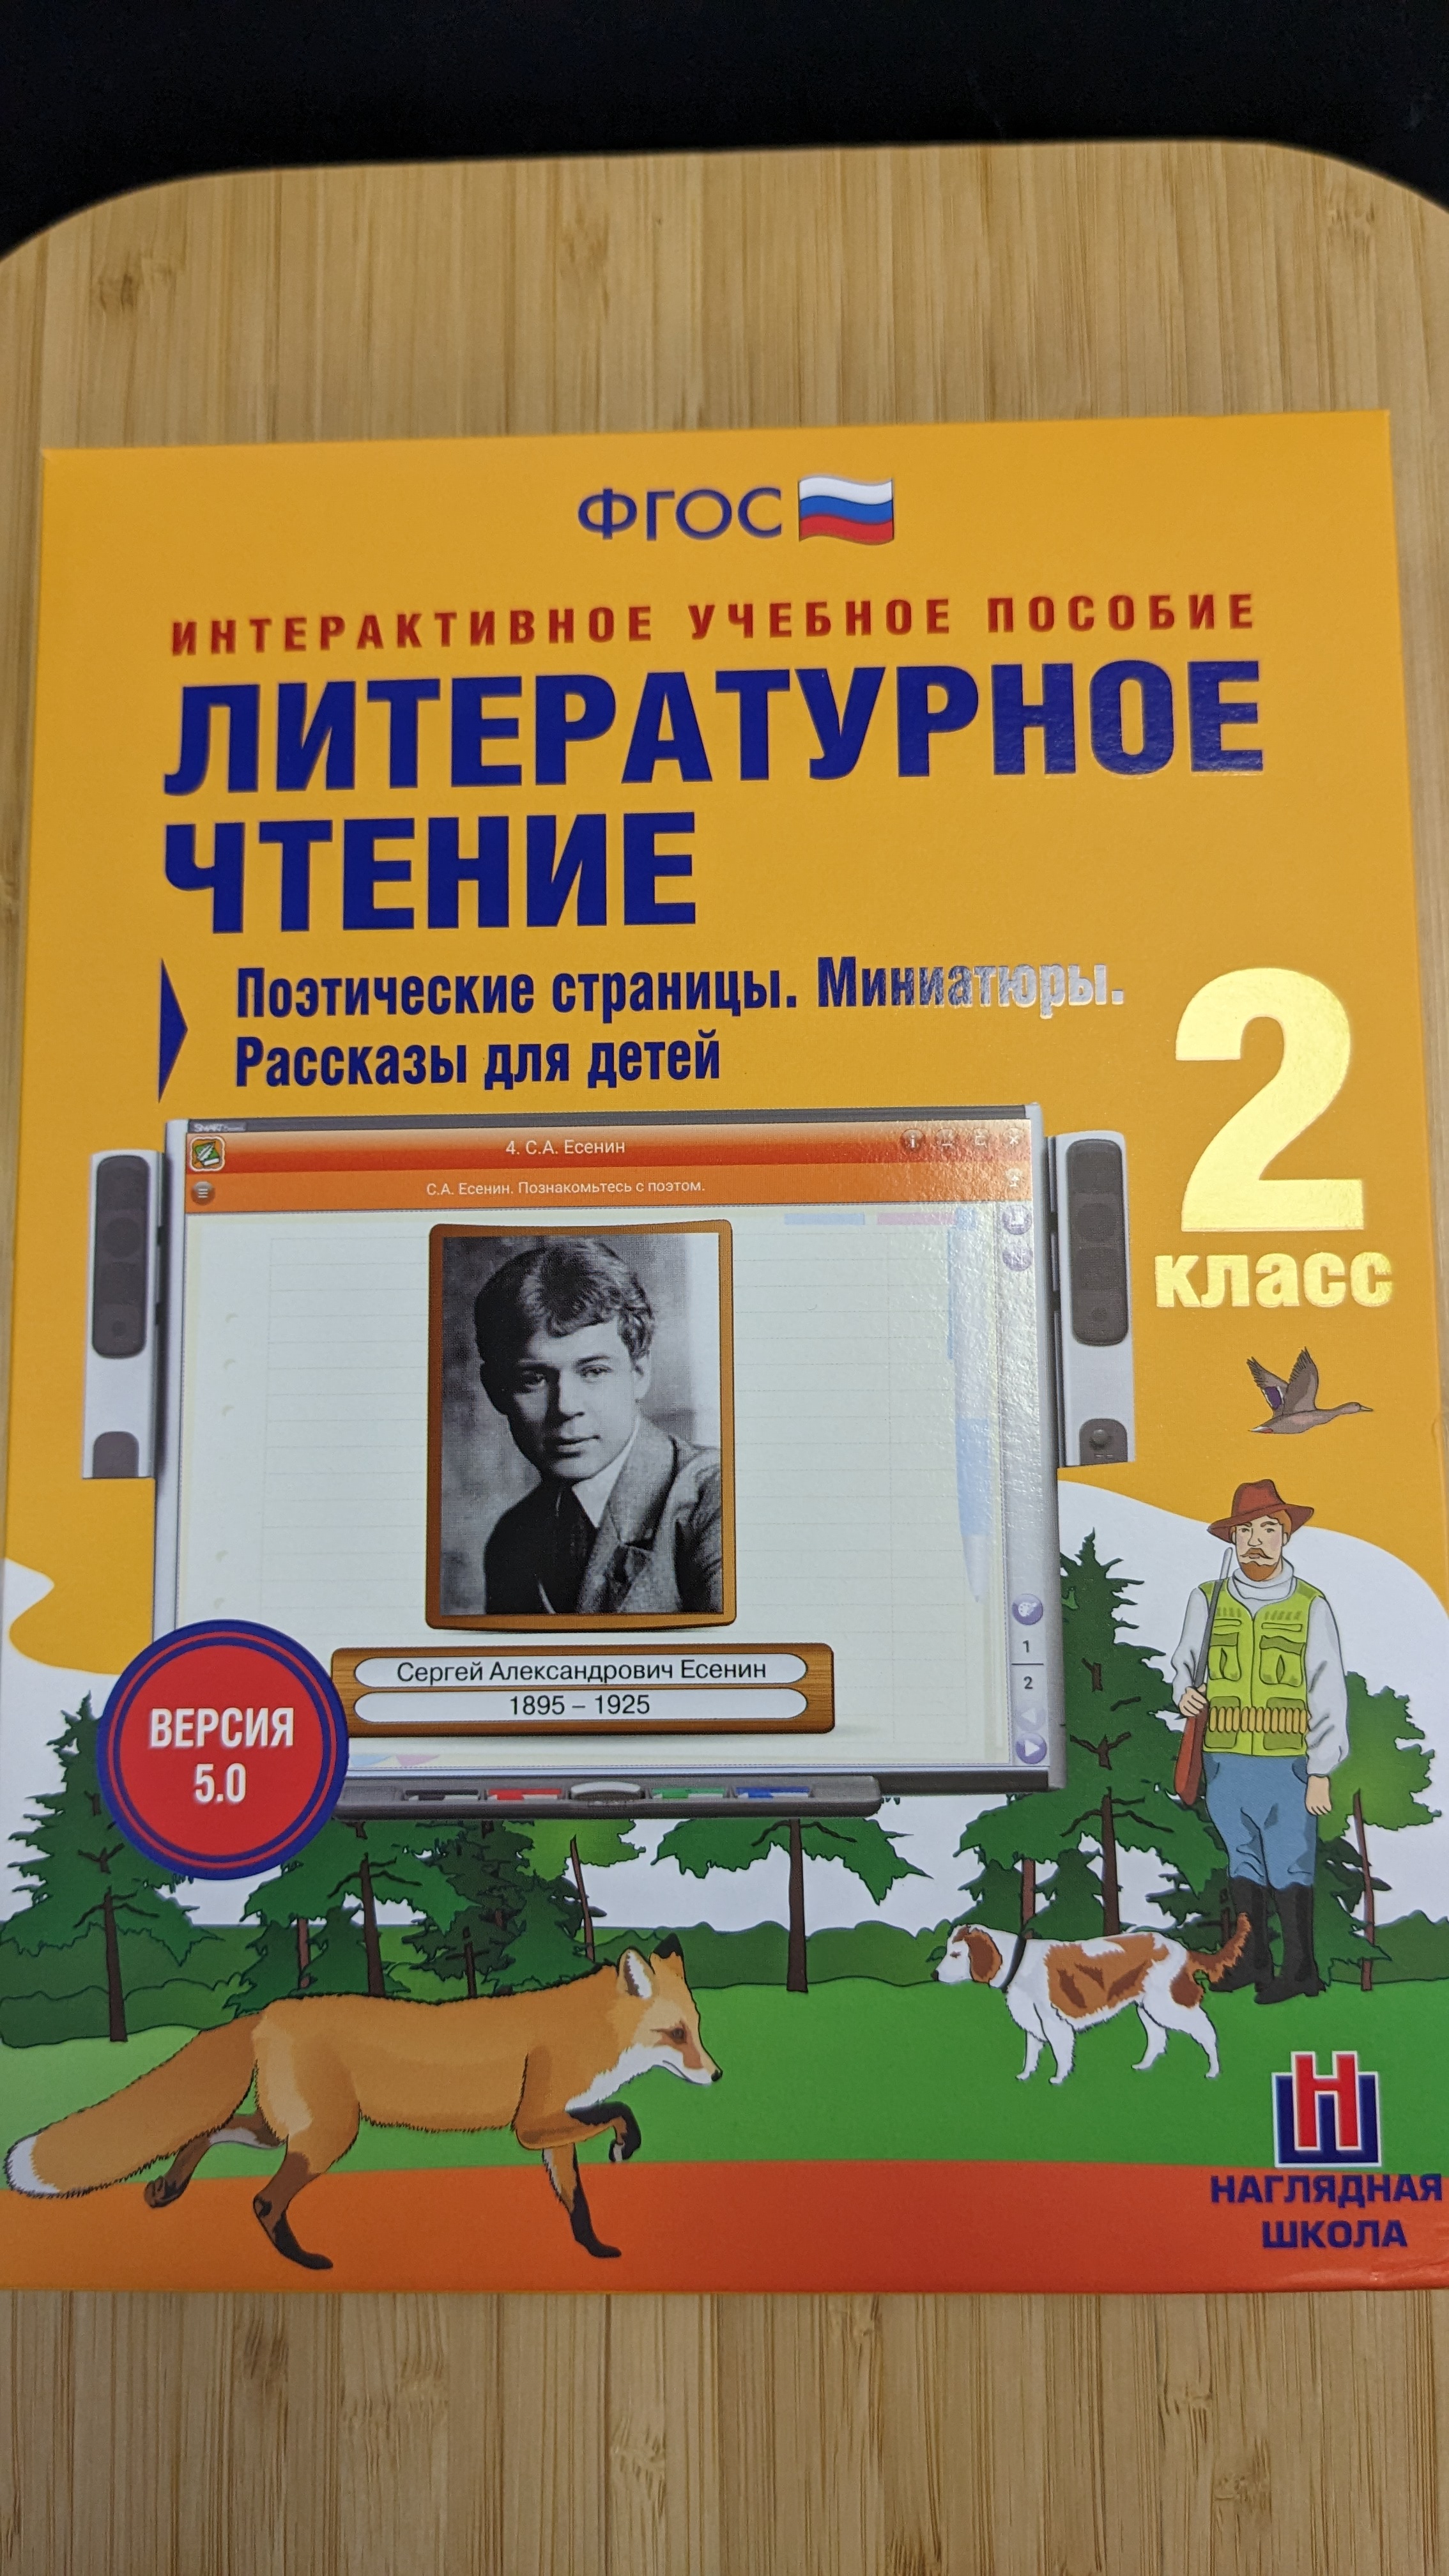 ФГОС
ИНТЕРАКТИВНОЕ УЧЕБНОЕ ПОСОБИЕ
ЛИТЕРАТУРНОЕ
ЧТЕНИЕ
Поэтические страницы. Миниатюры.
Рассказы для детей
2
класс
SMART
4. С.А. Есенин
С.А. Есенин. Познакомьтесь с поэтом.
Сергей Александрович Есенин
1895 – 1925
1
2
ВЕРСИЯ
5.0
Н
НАГЛЯДНАЯ
ШКОЛА